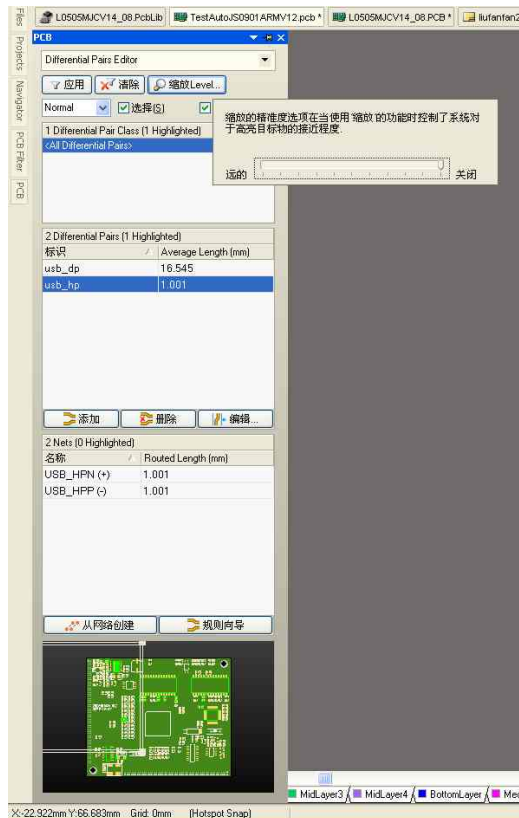 Files
Projects
Navigator
PCB Filter
PCB
L0505MJCV14_08.PcbLib
TestAutoJS0901ARMV12.pcb *
L0505MJCV14_08.PCB *
liufanfan2
PCB
Differential Pairs Editor
应用
清除
缩放Level...
Normal
选择(S)
缩放的精准度选项在当使用'缩放'的功能时控制了系统对
于高亮目标物的接近程度.
远的
关闭
1 Differential Pair Class (1 Highlighted)
<All Differential Pairs>
2 Differential Pairs (1 Highlighted)
标识
Average Length (mm)
usb_dp
16.545
usb_hp
1.001
添加
删除
编辑...
2 Nets (0 Highlighted)
名称
Routed Length (mm)
USB_HPN (+)
1.001
USB_HPP (-)
1.001
从网络创建
规则向导
MidLayer3
MidLayer4
BottomLayer
Mec
X:-22.922mm Y:66.683mm Grid: 0mm (Hotspot Snap)